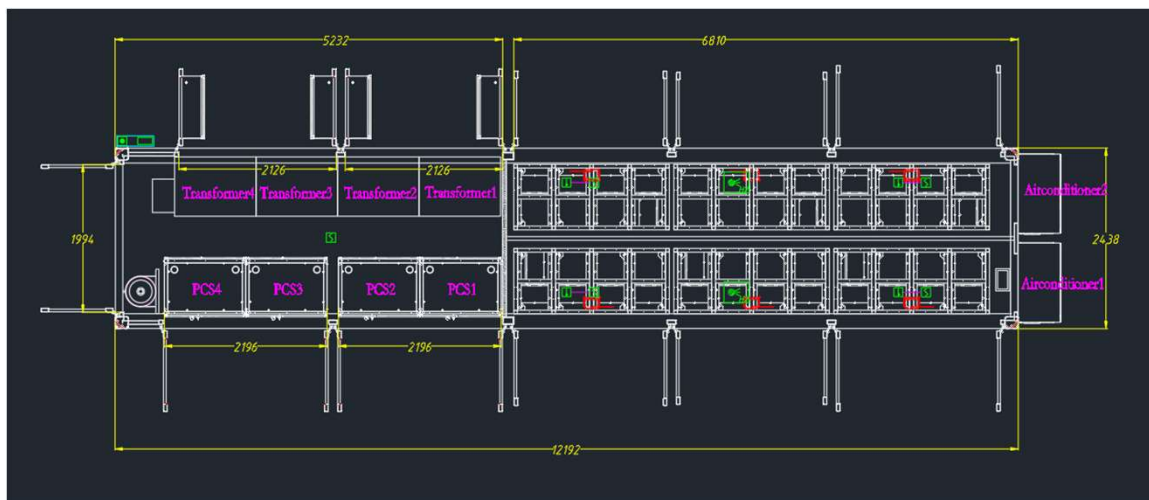 5232
6810
2126
2126
Transformer4
Transformer3
Transformer2
Transformer1
Airconditioner2
1994
2438
S
PCS4
PCS3
PCS2
PCS1
Airconditioner1
2196
2196
12192